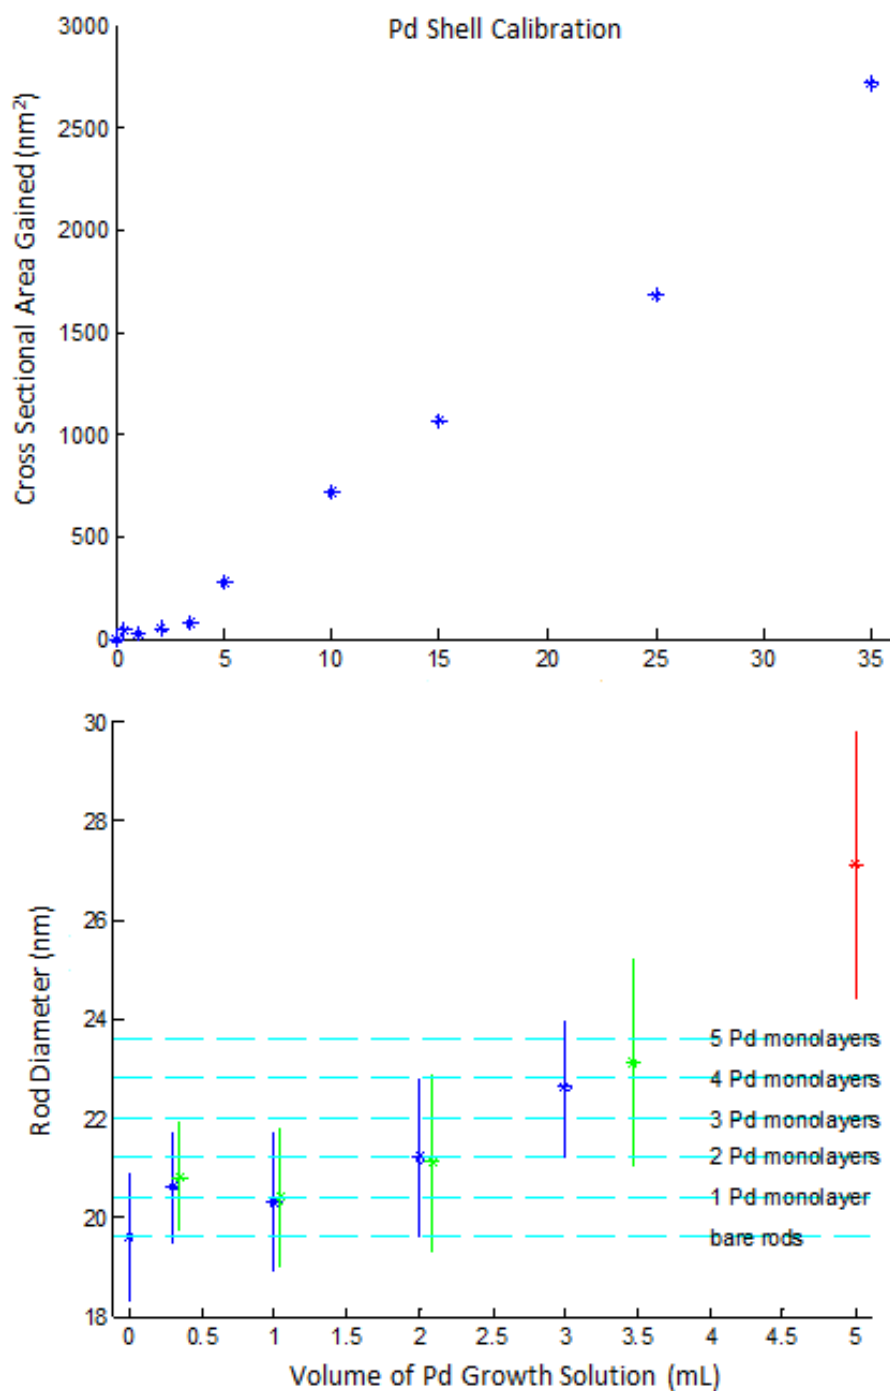 Pd Shell Calibration
Cross Sectional Area Gained (nm²)
3000
2500
2000
1500
1000
500
0
0 5 10 15 20 25 30 35
Rod Diameter (nm)
30
28
26
24
22
20
18
5 Pd monolayers
4 Pd monolayers
3 Pd monolayers
2 Pd monolayers
1 Pd monolayer
bare rods
0 0.5 1 1.5 2 2.5 3 3.5 4 4.5 5
Volume of Pd Growth Solution (mL)